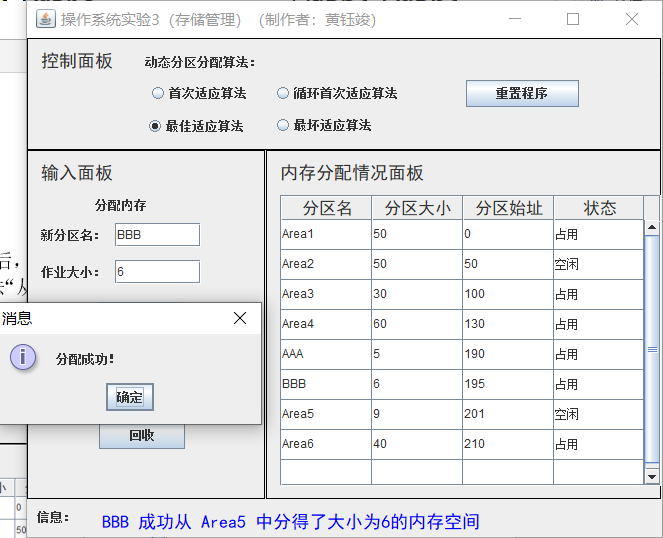 操作系统实验3（存储管理）（制作者：黄钰竣）
控制面板
动态分区分配算法：
首次适应算法 循环首次适应算法
重置程序
最佳适应算法 最坏适应算法
输入面板
分配内存
新分区名： BBB
作业大小： 6
消息
分配成功！
确定
回收
内存分配情况面板
分区名 分区大小 分区始址 状态
Area1 50 0 占用
Area2 50 50 空闲
Area3 30 100 占用
Area4 60 130 占用
AAA 5 190 占用
BBB 6 195 占用
Area5 9 201 空闲
Area6 40 210 占用
信息： BBB 成功从 Area5 中分得了大小为6的内存空间
后，
“从
小
0
50